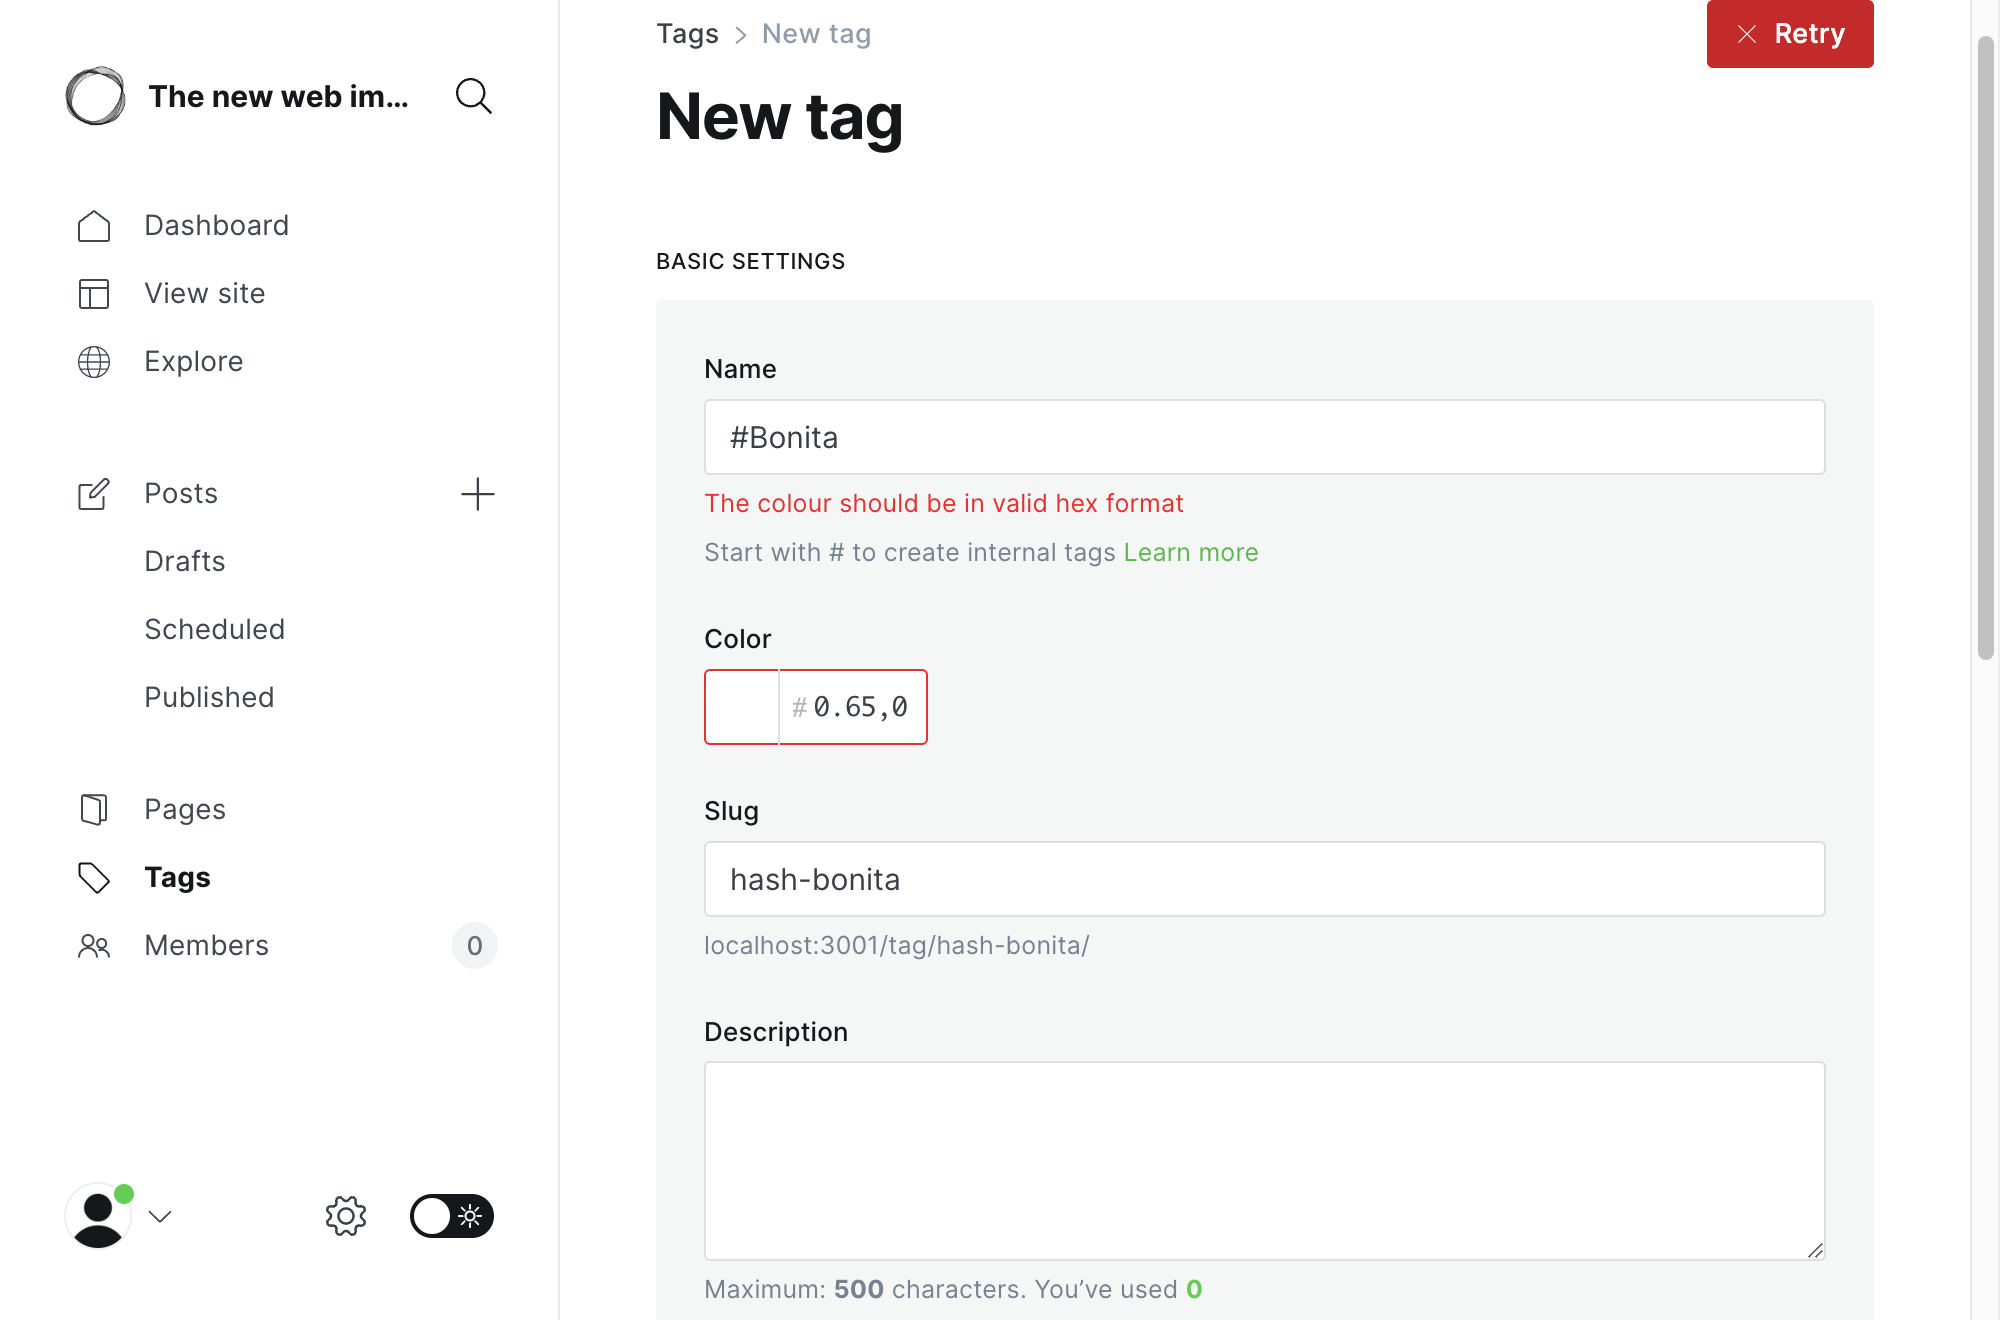 The new web im...
Dashboard
View site
Explore
Posts
Drafts
Scheduled
Published
Pages
Tags
Members
0
Tags > New tag
Retry
New tag
BASIC SETTINGS
Name
#Bonita
The colour should be in valid hex format
Start with # to create internal tags Learn more
Color
#0.65,0
Slug
hash-bonita
localhost:3001/tag/hash-bonita/
Description
Maximum: 500 characters. You’ve used 0